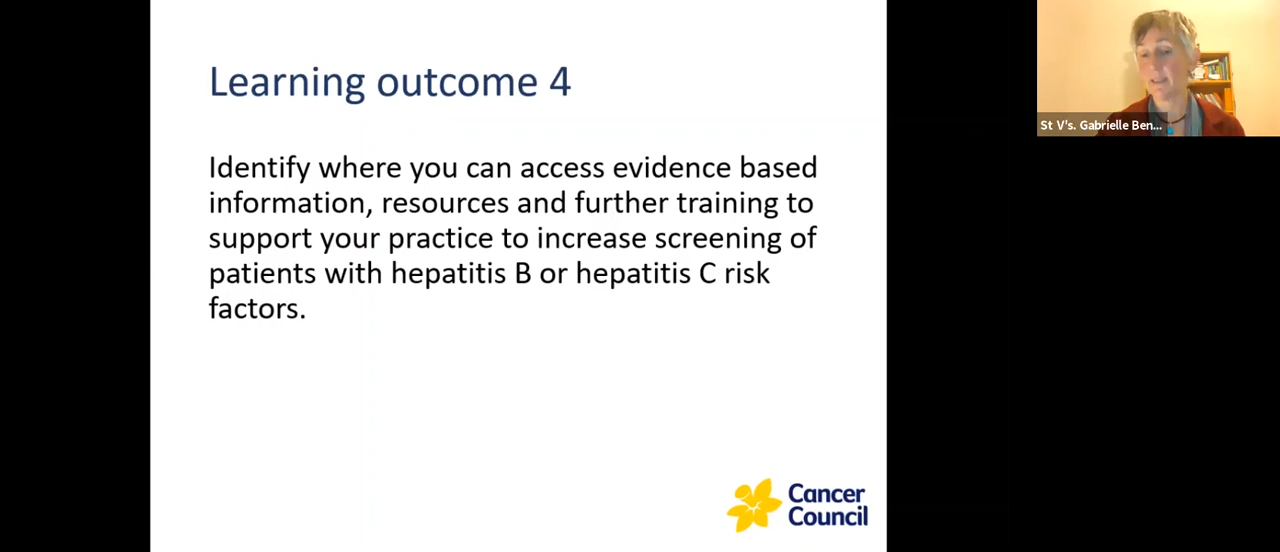 Learning outcome 4
Identify where you can access evidence based
information, resources and further training to
support your practice to increase screening of
patients with hepatitis B or hepatitis C risk
factors.
Cancer
Council
St V's. Gabrielle Ben...